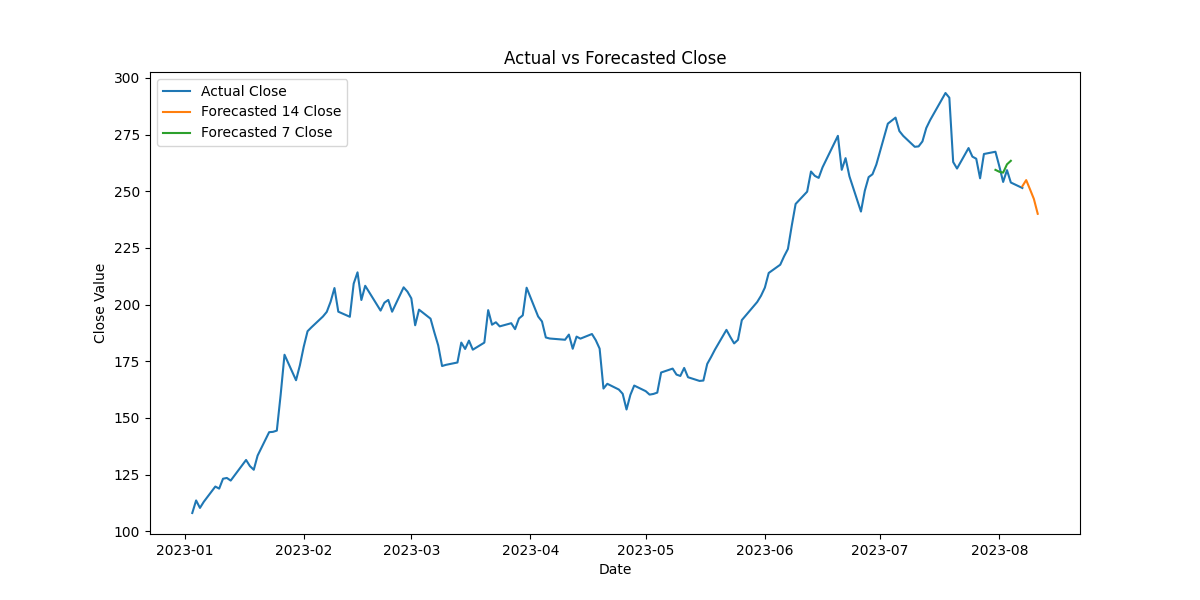 Actual vs Forecasted Close
Actual Close
Forecasted 14 Close
Forecasted 7 Close
Close Value
300
275
250
225
200
175
150
125
100
2023-01 2023-02 2023-03 2023-04 2023-05 2023-06 2023-07 2023-08
Date